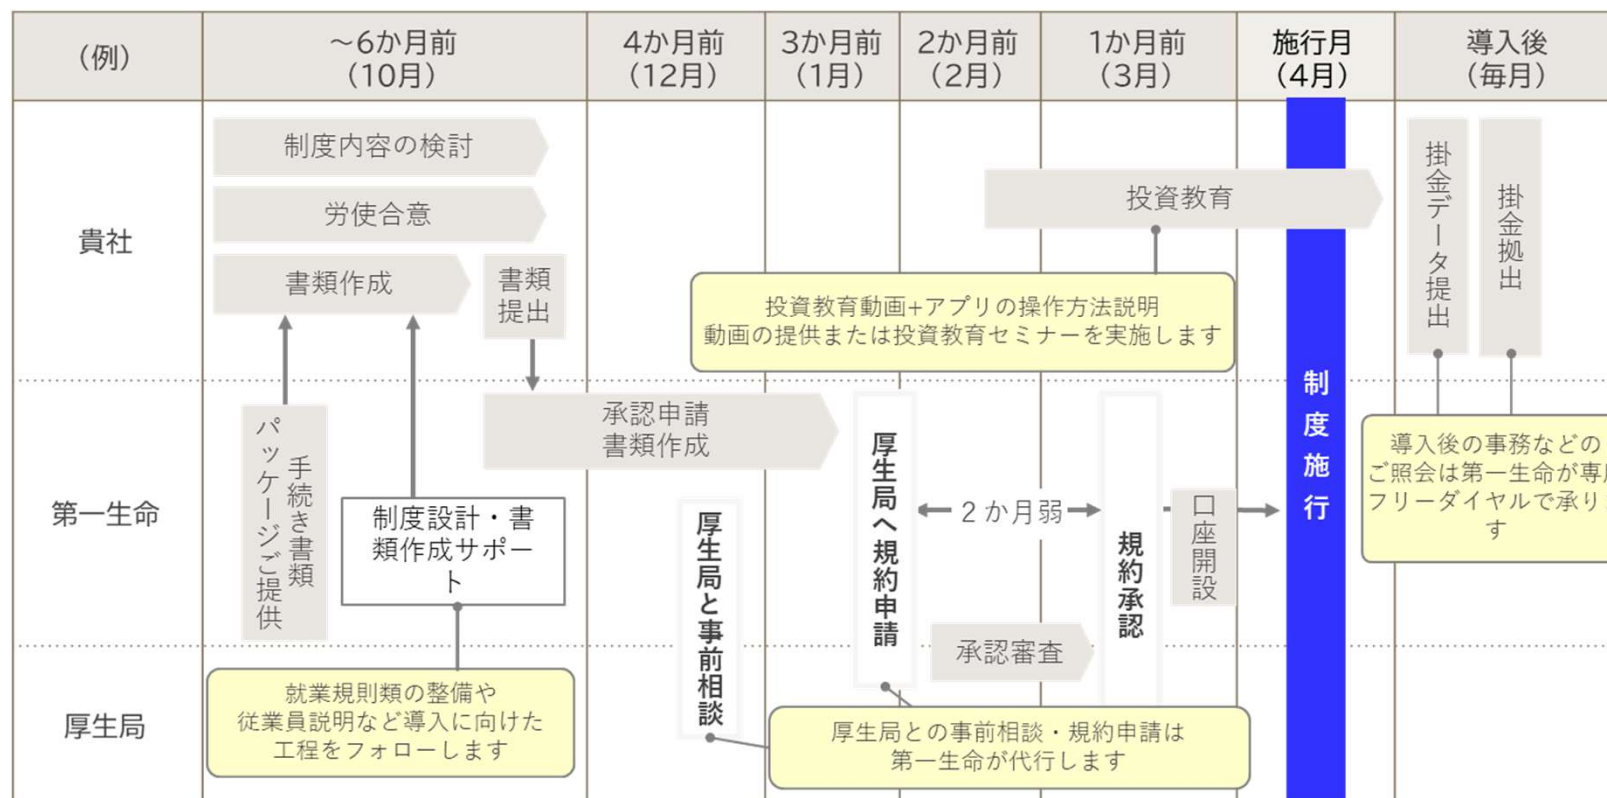 （例）
～6か月前
（10月）
4か月前
（12月）
3か月前
（1月）
2か月前
（2月）
1か月前
（3月）
施行月
（4月）
導入後
（毎月）
貴社
制度内容の検討
労使合意
書類作成
書類
提出
投資教育
投資教育動画+アプリの操作方法説明
動画の提供または投資教育セミナーを実施します
掛金データ提出
掛金拠出
第一生命
手続き書類
パッケージご提供
制度設計・書
類作成サポー
ト
承認申請
書類作成
厚生局と事前相談
厚生局へ規約申請
２か月弱
規約承認
口座開設
制度施行
導入後の事務などの
ご照会は第一生命が専
フリーダイヤルで承り
す
厚生局
承認審査
就業規則類の整備や
従業員説明など導入に向けた
工程をフォローします
厚生局との事前相談・規約申請は
第一生命が代行します